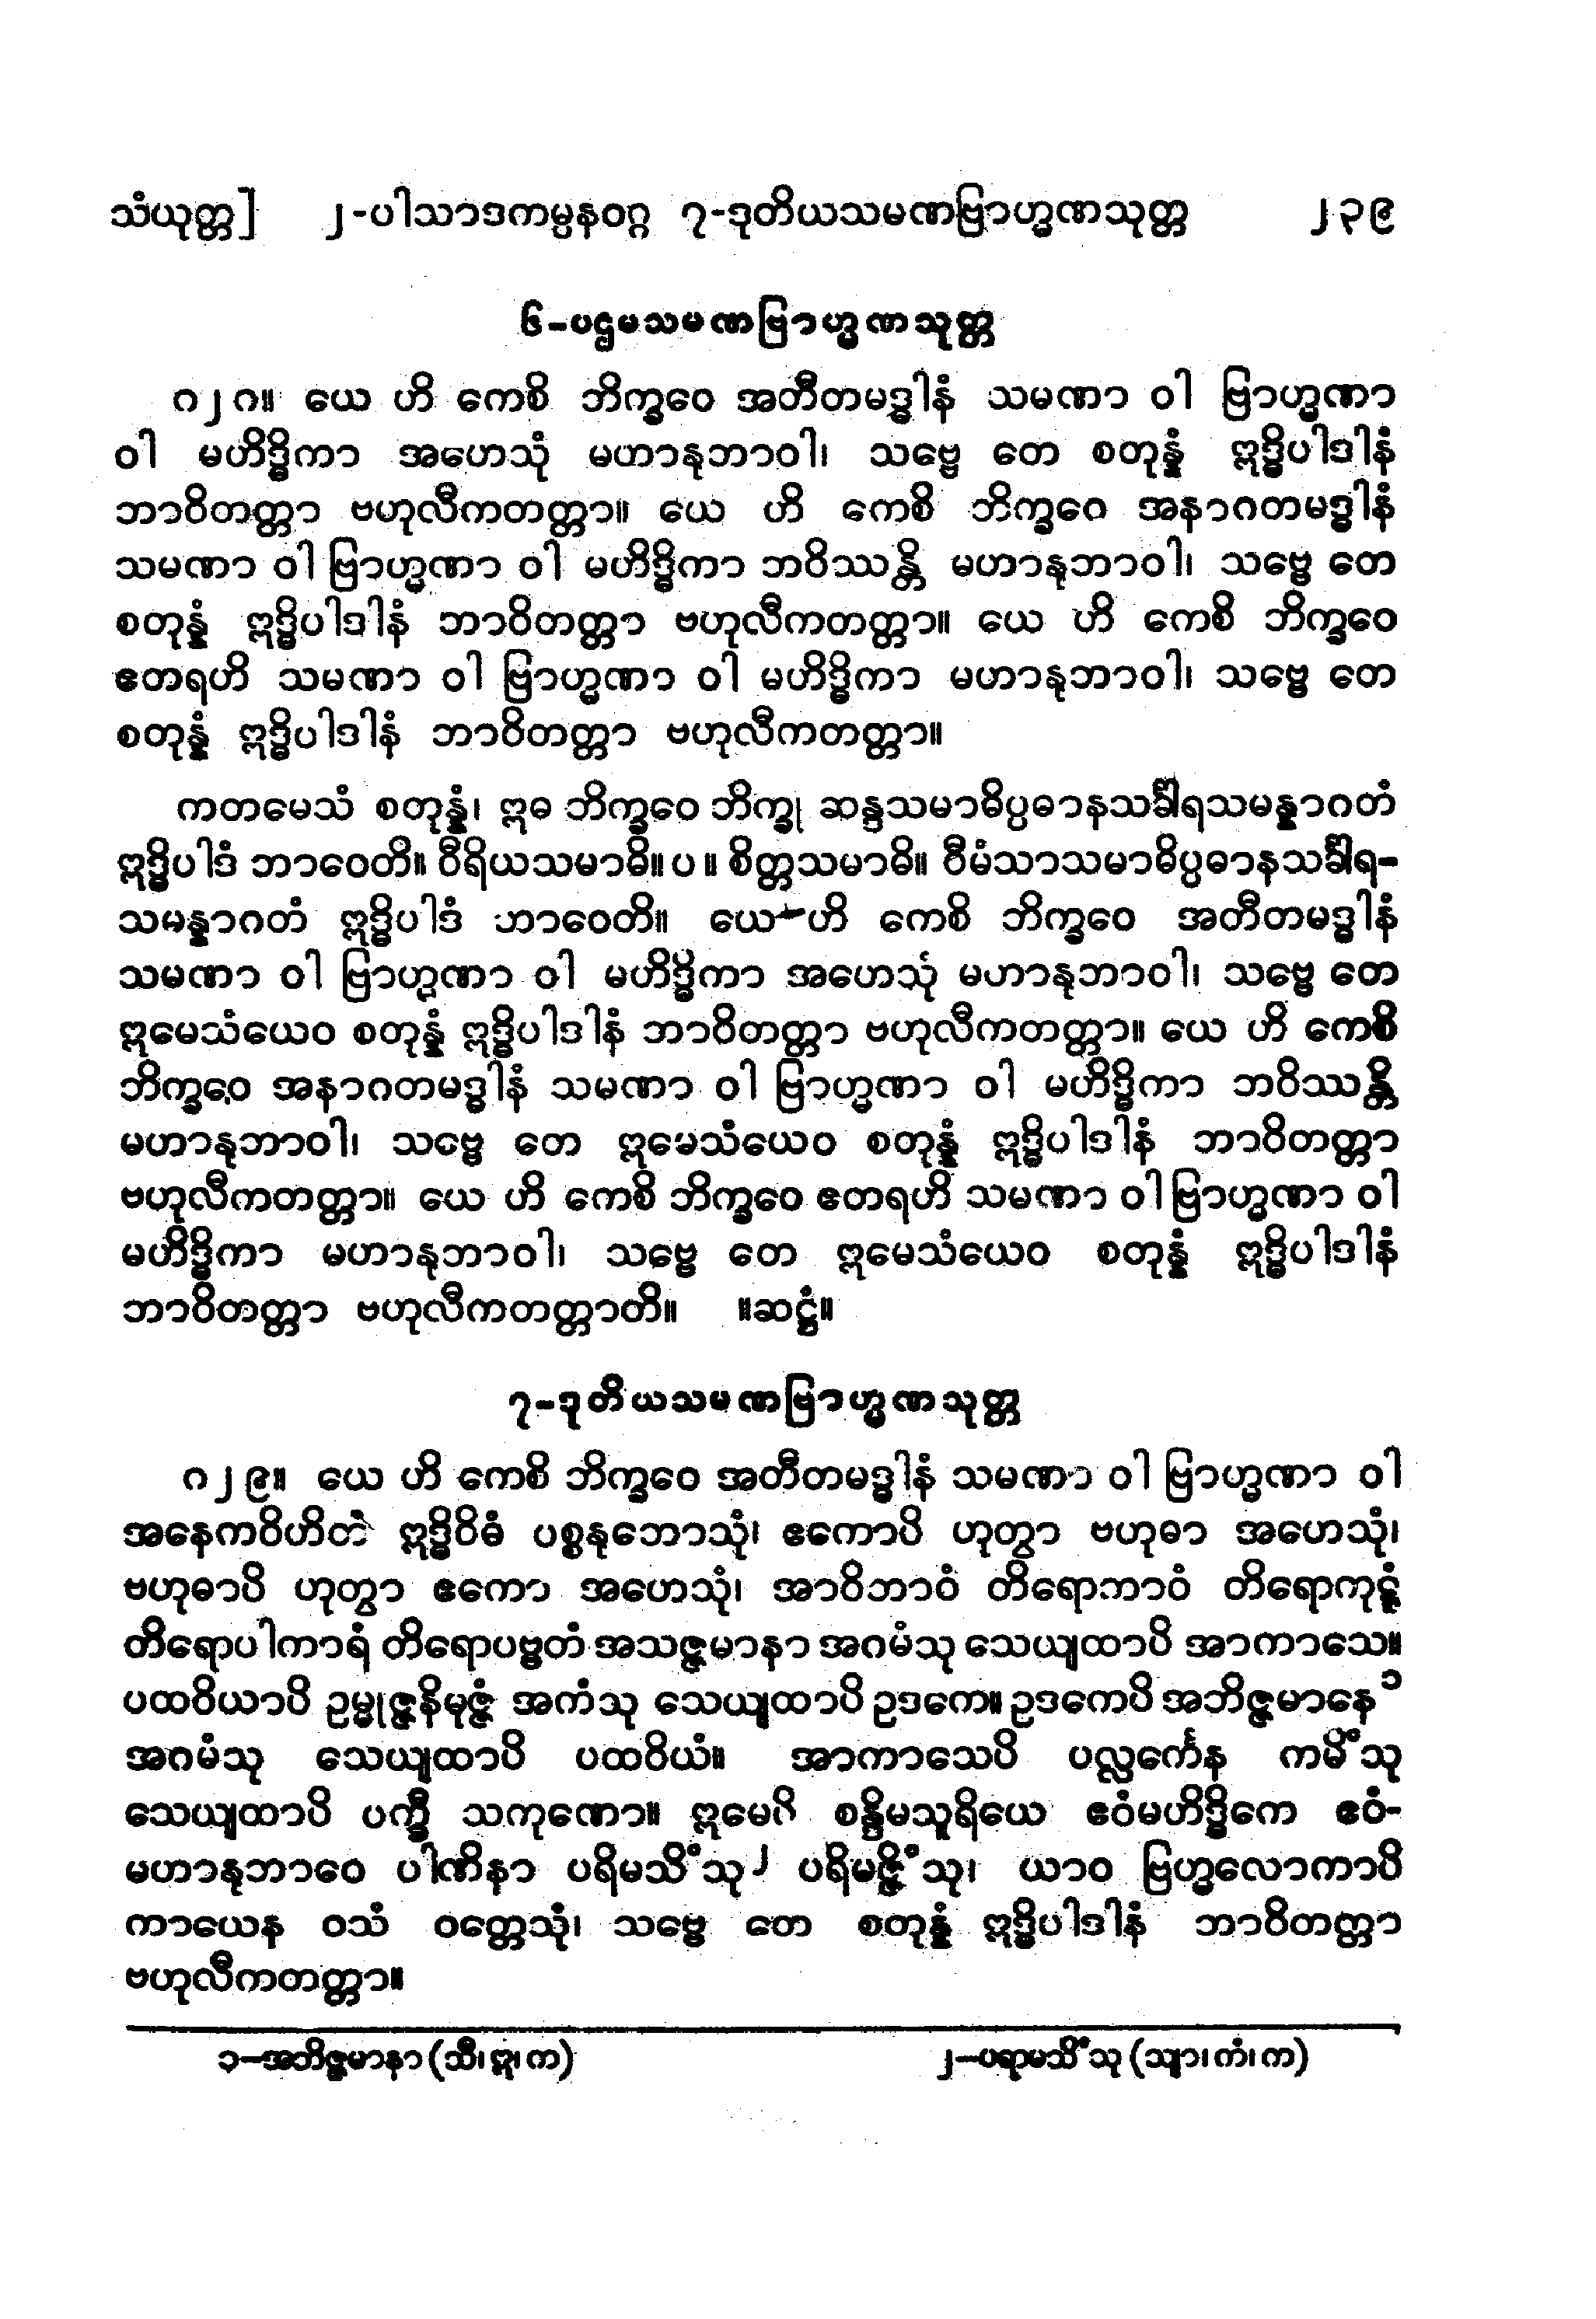 သံယုတ္တ] ၂-ပါသာဒကမ္ပနဝဂ္ဂ ၇-ဒုတိယသမဏဗြာဟ္မဏသုတ္တ ၂၃၉
၆-ပဌမသမဏဗြာဟ္မဏသုတ္တ
ဂ၂ဂ။ ယေ ဟိ ကေစိ ဘိက္ခဝေ အတီတမဒ္ဓါနံ သမဏာ ဝါ ဗြာဟ္မဏာ
ဝါ မဟိဒ္ဓိကာ အဟေသုံ မဟာနုဘာဝါ၊ သဗ္ဗေ တေ စတုန္နံ ဣဒ္ဓိပါဒါနံ
ဘာဝိတတ္တာ ဗဟုလီကတတ္တာ။ ယေ ဟိ ကေစိ ဘိက္ခဝေ အနာဂတမဒ္ဓါနံ
သမဏာ ဝါ ဗြာဟ္မဏာ ဝါ မဟိဒ္ဓိကာ ဘဝိဿန္တိ မဟာနုဘာဝါ၊ သဗ္ဗေ တေ
စတုန္နံ ဣဒ္ဓိပါဒါနံ ဘာဝိတတ္တာ ဗဟုလီကတတ္တာ။ ယေ ဟိ ကေစိ ဘိက္ခဝေ
ဧတရဟိ သမဏာ ဝါ ဗြာဟ္မဏာ ဝါ မဟိဒ္ဓိကာ မဟာနုဘာဝါ၊ သဗ္ဗေ တေ
စတုန္နံ ဣဒ္ဓိပါဒါနံ ဘာဝိတတ္တာ ဗဟုလီကတတ္တာ။
ကတမေသံ စတုန္နံ၊ ဣဓ ဘိက္ခဝေ ဘိက္ခု ဆန္ဒသမာဓိပ္ပဓာနသင်္ခါရသမန္နာဂတံ
ဣဒ္ဓိပါဒံ ဘာဝေတိ။ ဝီရိယသမာဓိ။ ပ ။ စိတ္တသမာဓိ။ ဝီမံသာသမာဓိပ္ပဓာနသင်္ခါရ-
သမန္နာဂတံ ဣဒ္ဓိပါဒံ ဘာဝေတိ။ ယေ ဟိ ကေစိ ဘိက္ခဝေ အတီတမဒ္ဓါနံ
သမဏာ ဝါ ဗြာဟ္မဏာ ဝါ မဟိဒ္ဓိကာ အဟေသုံ မဟာနုဘာဝါ၊ သဗ္ဗေ တေ
ဣမေသံယေဝ စတုန္နံ ဣဒ္ဓိပါဒါနံ ဘာဝိတတ္တာ ဗဟုလီကတတ္တာ။ ယေ ဟိ ကေစိ
ဘိက္ခဝေ အနာဂတမဒ္ဓါနံ သမဏာ ဝါ ဗြာဟ္မဏာ ဝါ မဟိဒ္ဓိကာ ဘဝိဿန္တိ
မဟာနုဘာဝါ၊ သဗ္ဗေ တေ ဣမေသံယေဝ စတုန္နံ ဣဒ္ဓိပါဒါနံ ဘာဝိတတ္တာ
ဗဟုလီကတတ္တာ။ ယေ ဟိ ကေစိ ဘိက္ခဝေ ဧတရဟိ သမဏာ ဝါ ဗြာဟ္မဏာ ဝါ
မဟိဒ္ဓိကာ မဟာနုဘာဝါ၊ သဗ္ဗေ တေ ဣမေသံယေဝ စတုန္နံ ဣဒ္ဓိပါဒါနံ
ဘာဝိတတ္တာ ဗဟုလီကတတ္တာတိ။ ။ဆဋ္ဌံ။
၇-ဒုတိယသမဏဗြာဟ္မဏသုတ္တ
ဂ၂၉။ ယေ ဟိ ကေစိ ဘိက္ခဝေ အတီတမဒ္ဓါနံ သမဏာ ဝါ ဗြာဟ္မဏာ ဝါ
အနေကဝိဟိတံ ဣဒ္ဓိဝိဓံ ပစ္စနုဘောသုံ၊ ဧကောပိ ဟုတွာ ဗဟုဓာ အဟေသုံ၊
ဗဟုဓာပိ ဟုတွာ ဧကော အဟေသုံ၊ အာဝိဘာဝံ တိရောဘာဝံ တိရောကုဋ္ဋံ
တိရောပါကာရံ တိရောပဗ္ဗတံ အသဇ္ဇမာနာ အဂမံသု သေယျထာပိ အာကာသေ။
ပထဝိယာပိ ဥမ္မုဇ္ဇနိမုဇ္ဇံ အကံသု သေယျထာပိ ဥဒကေ။ ဥဒကေပိ အဘိဇ္ဇမာနေ ၁
အဂမံသု သေယျထာပိ ပထဝိယံ။ အာကာသေပိ ပလ္လင်္ကေန ကမိံသု
သေယျထာပိ ပက္ခီ သကုဏော။ ဣမေပိ စန္ဒိမသူရိယေ ဧဝံမဟိဒ္ဓိကေ ဧဝံ-
မဟာနုဘာဝေ ပါဏိနာ ပရိမသိံသု ၂ ပရိမဇ္ဇိံသု၊ ယာဝ ဗြဟ္မလောကာပိ
ကာယေန ဝသံ ဝတ္တေသုံ၊ သဗ္ဗေ တေ စတုန္နံ ဣဒ္ဓိပါဒါနံ ဘာဝိတတ္တာ
ဗဟုလီကတတ္တာ။
၁-အဘိဇ္ဇမာနာ (သီ၊ ဣ၊ က) ၂-ပရာမသိံသု (သျာ၊ ကံ၊ က)